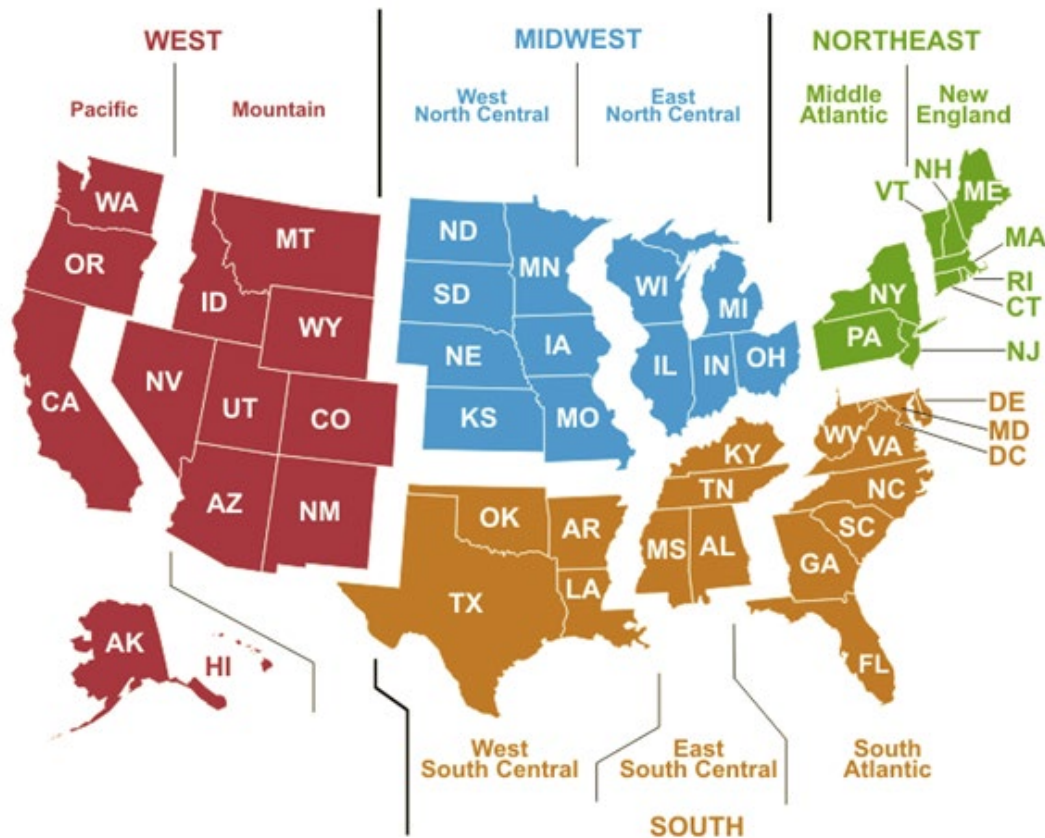 WEST
Pacific
Mountain
MIDWEST
West
North Central
East
North Central
NORTHEAST
Middle
Atlantic
New
England
WA
OR
CA
MT
ID
WY
NV
UT
CO
AZ
NM
AK
HI
ND
SD
NE
KS
MN
IA
MO
WI
MI
IL
IN
OH
NH
VT
ME
MA
RI
CT
NY
PA
NJ
DE
MD
DC
WV
VA
KY
TN
NC
SC
OK
AR
MS
AL
GA
TX
LA
FL
West
South Central
East
South Central
South
Atlantic
SOUTH